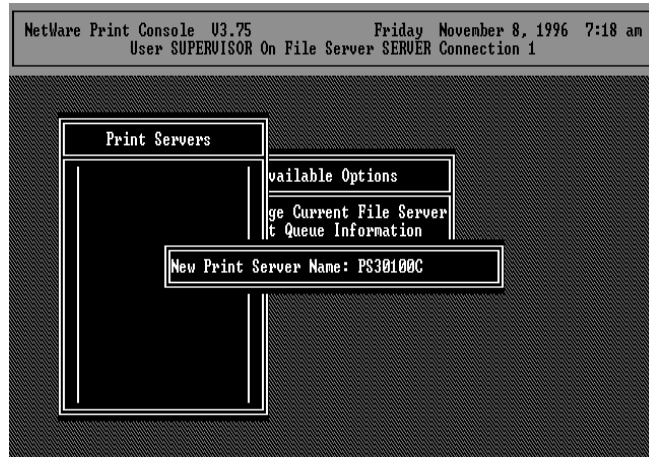 NetWare Print Console V3.75 Friday November 8, 1996 7:18 am
User SUPERVISOR On File Server SERVER Connection 1
Print Servers
vailable Options
ge Current File Server
t Queue Information
New Print Server Name: PS30100C